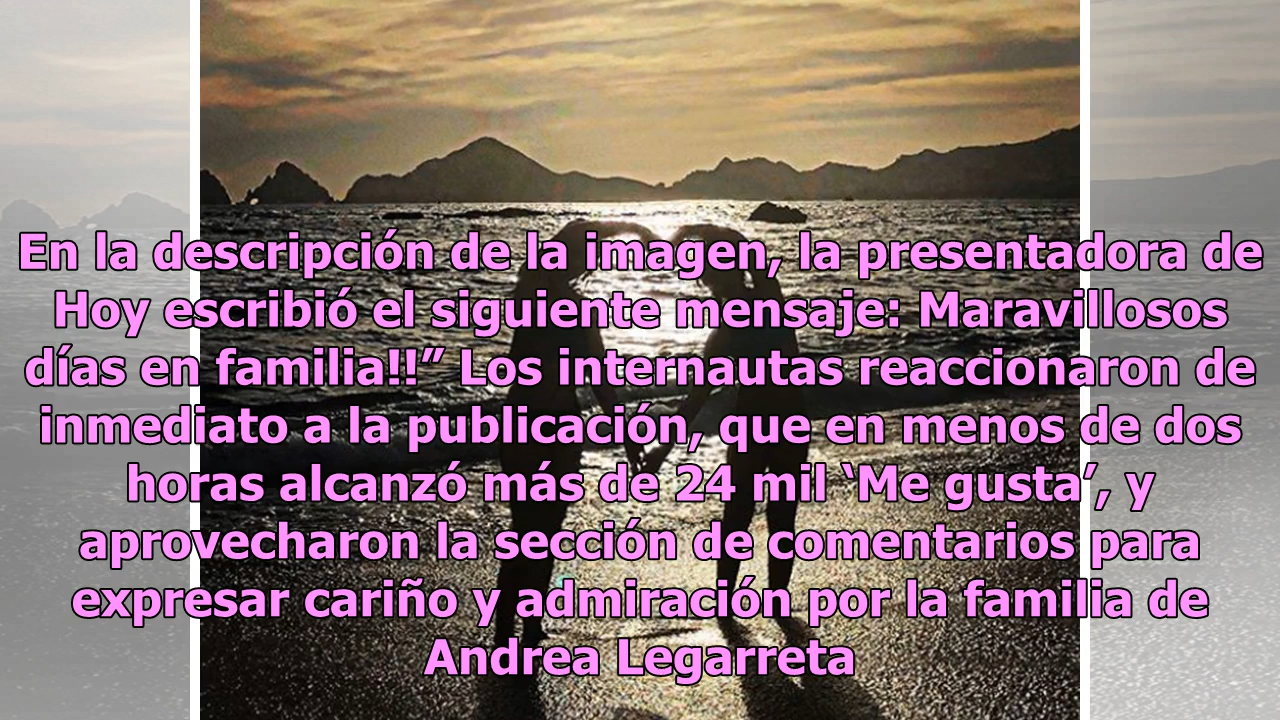 En la descripción de la imagen, la presentadora de
Hoy escribió el siguiente mensaje: Maravillosos
días en familia!!” Los internautas reaccionaron de
inmediato a la publicación, que en menos de dos
horas alcanzó más de 24 mil ‘Me gusta’, y
aprovecharon la sección de comentarios para
expresar cariño y admiración por la familia de
Andrea Legarreta